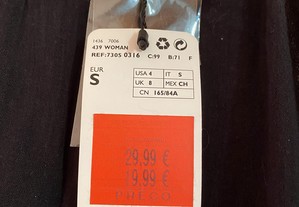 1436 7006
439 WOMAN
REF:7305 0316 C:99 B:71 F
EUR
S
USA 4 IT S
UK 8 MEX CH
CN 165/84A
29,99 €
19,99 €